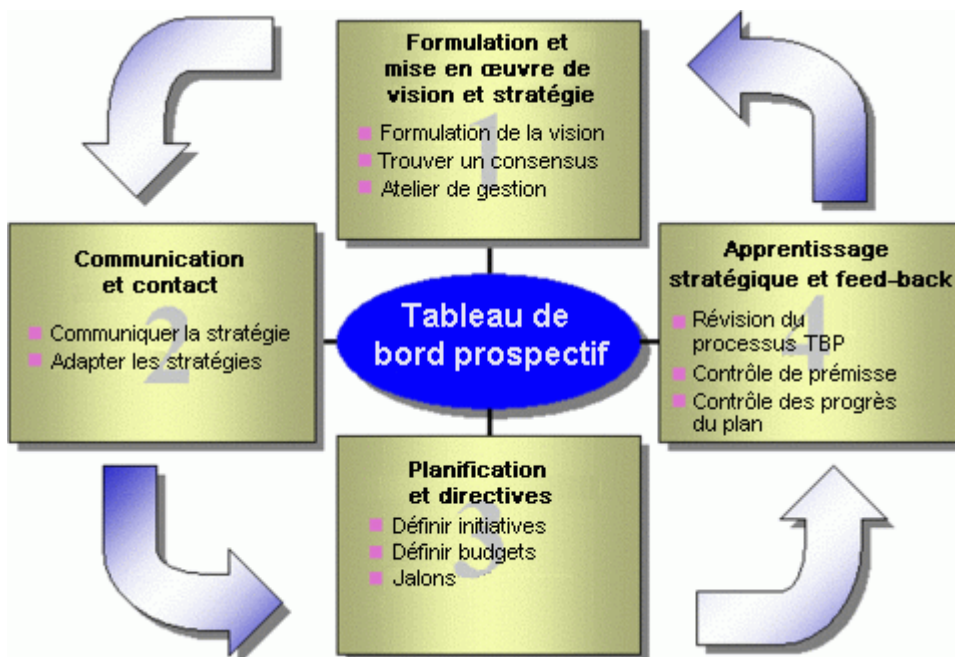 Formulation et
mise en œuvre de
vision et stratégie
1
Formulation de la vision
Trouver un consensus
Atelier de gestion
Communication
et contact
2
Communiquer la stratégie
Adapter les stratégies
Tableau de
bord prospectif
Planification
et directives
3
Définir initiatives
Définir budgets
Jalons
Apprentissage
stratégique et feed-back
4
Révision du
processus TBP
Contrôle de prémisse
Contrôle des progrès
du plan